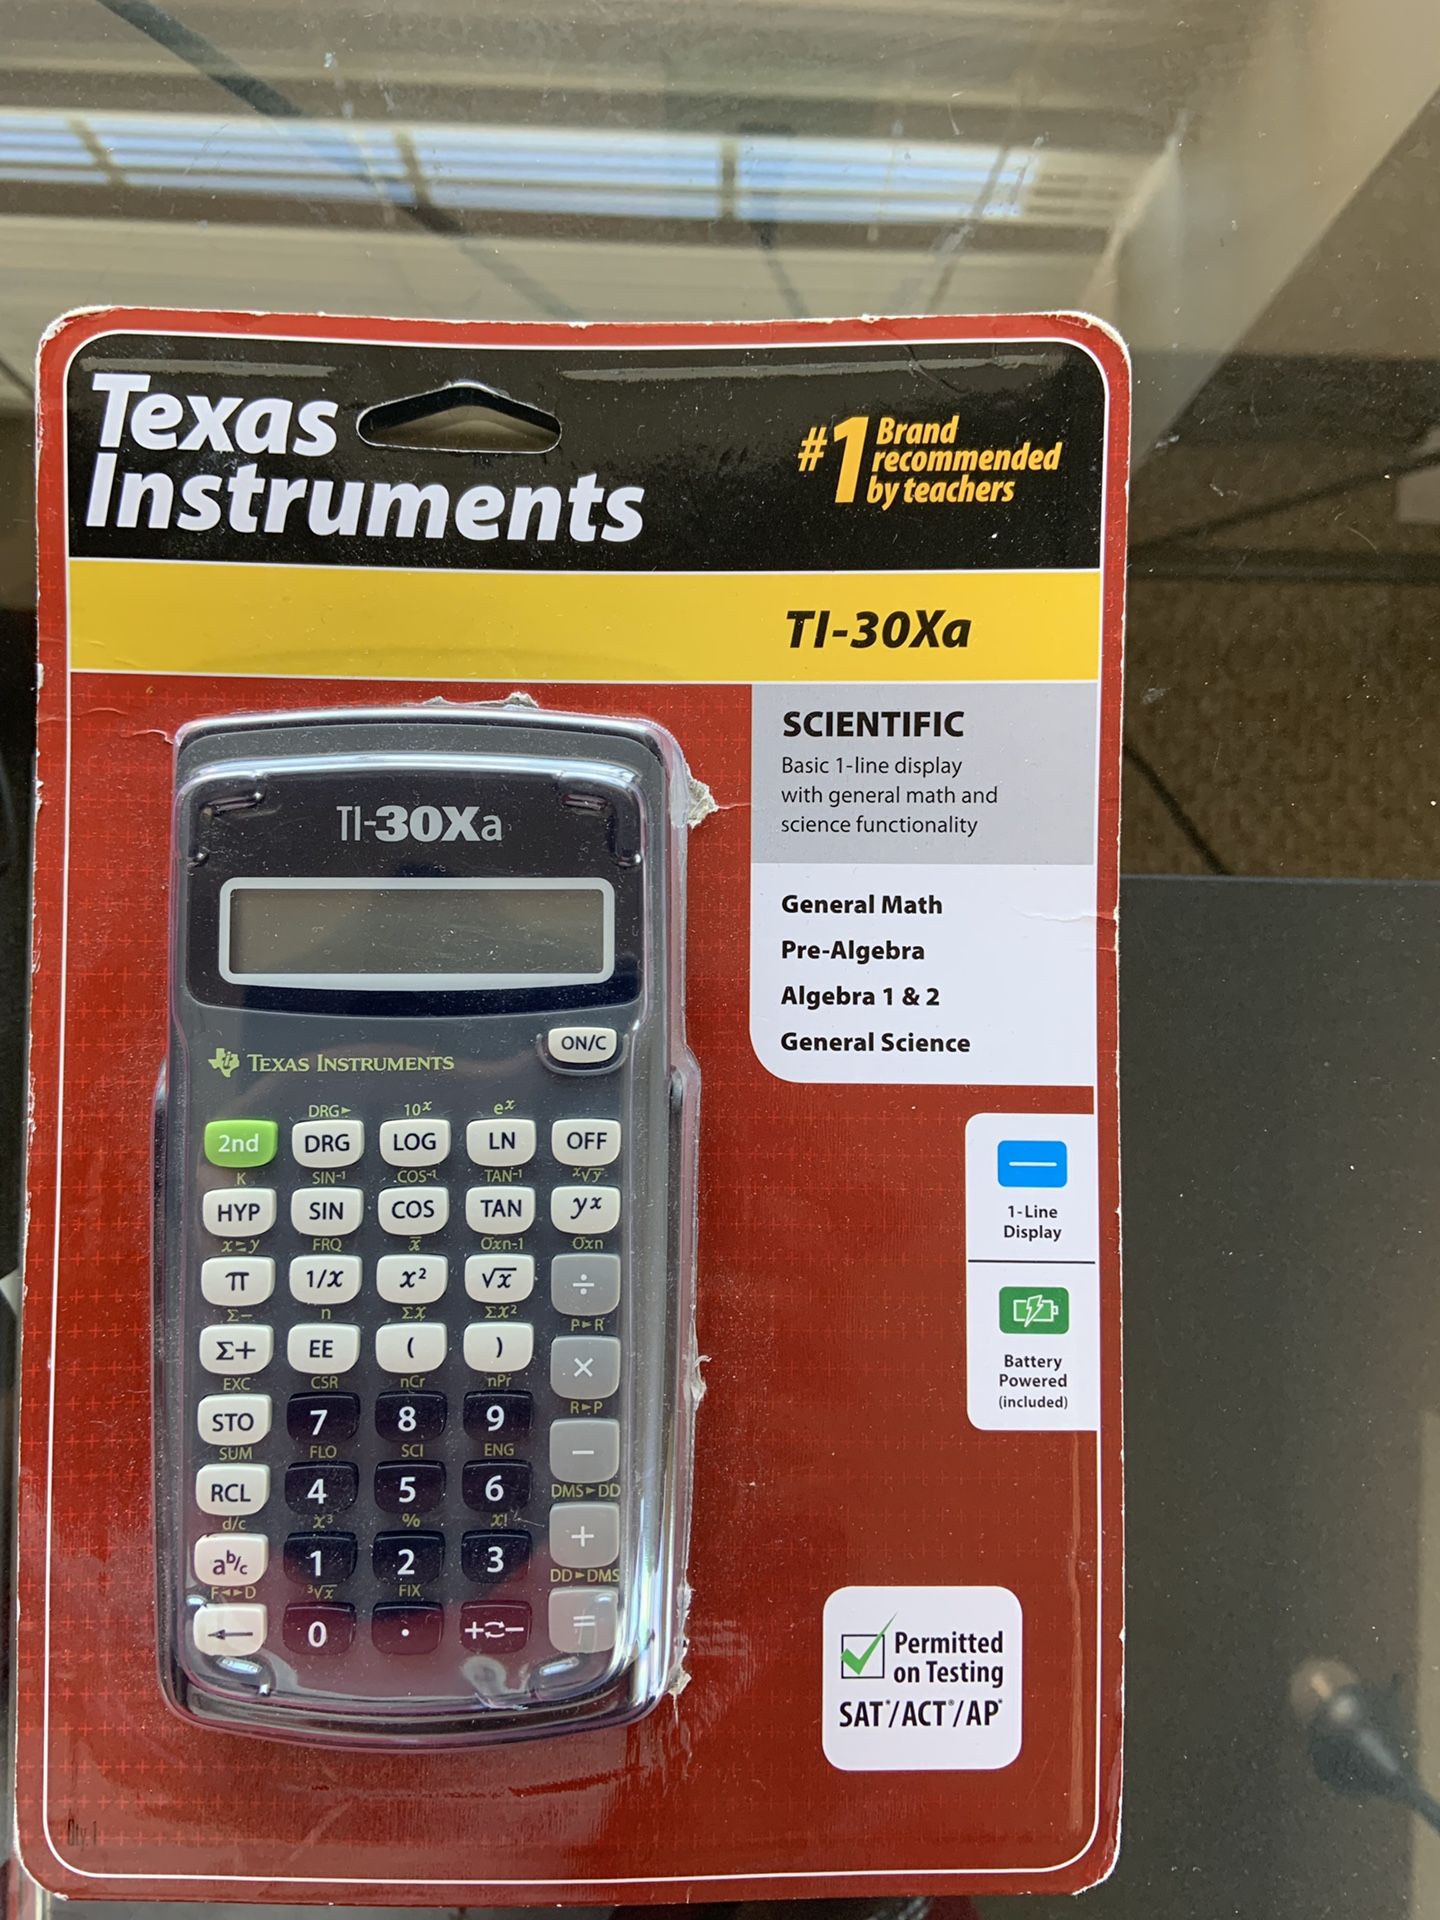 Texas
Instruments
#1 Brand
recommended
by teachers
TI-30Xa
SCIENTIFIC
Basic 1-line display
with general math and
science functionality
General Math
Pre-Algebra
Algebra 1 & 2
General Science
1-Line
Display
Battery
Powered
(included)
Permitted
on Testing
SAT®/ACT®/AP®
Qty. 1
TI-30Xa
TEXAS INSTRUMENTS
ON/C
DRG► 10ˣ eˣ
2nd DRG LOG LN OFF
K SIN⁻¹ COS⁻¹ TAN⁻¹ ˣ√y
HYP SIN COS TAN yˣ
x⇄y FRQ x̄ σxn-1 σxn
π 1/x x² √x ÷
Σ− n Σx Σx² P►R
Σ+ EE ( ) ×
EXC CSR nCr nPr R►P
STO 7 8 9 −
SUM FLO SCI ENG DMS►DD
RCL 4 5 6 +
d/c x³ % x! DD►DMS
aᵇ/c 1 2 3 =
F◄►D ³√x FIX
← 0 . +⇄−